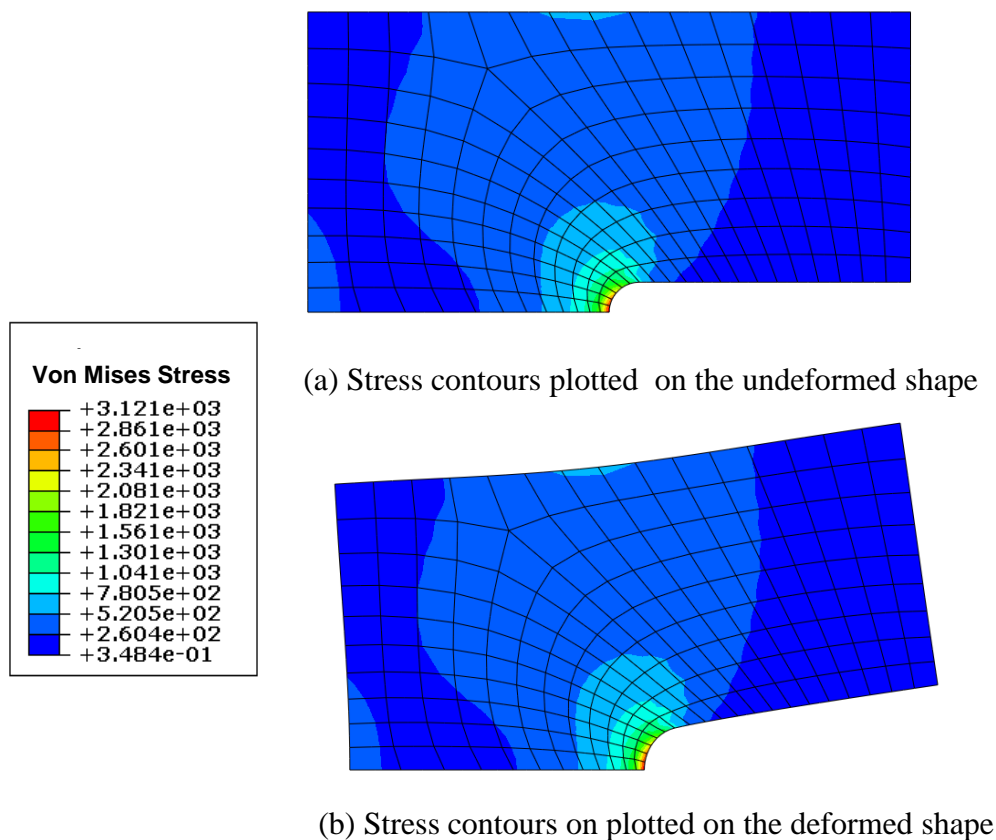 (a) Stress contours plotted on the undeformed shape
Von Mises Stress
+3.121e+03
+2.861e+03
+2.601e+03
+2.341e+03
+2.081e+03
+1.821e+03
+1.561e+03
+1.301e+03
+1.041e+03
+7.805e+02
+5.205e+02
+2.604e+02
+3.484e-01
(b) Stress contours on plotted on the deformed shape